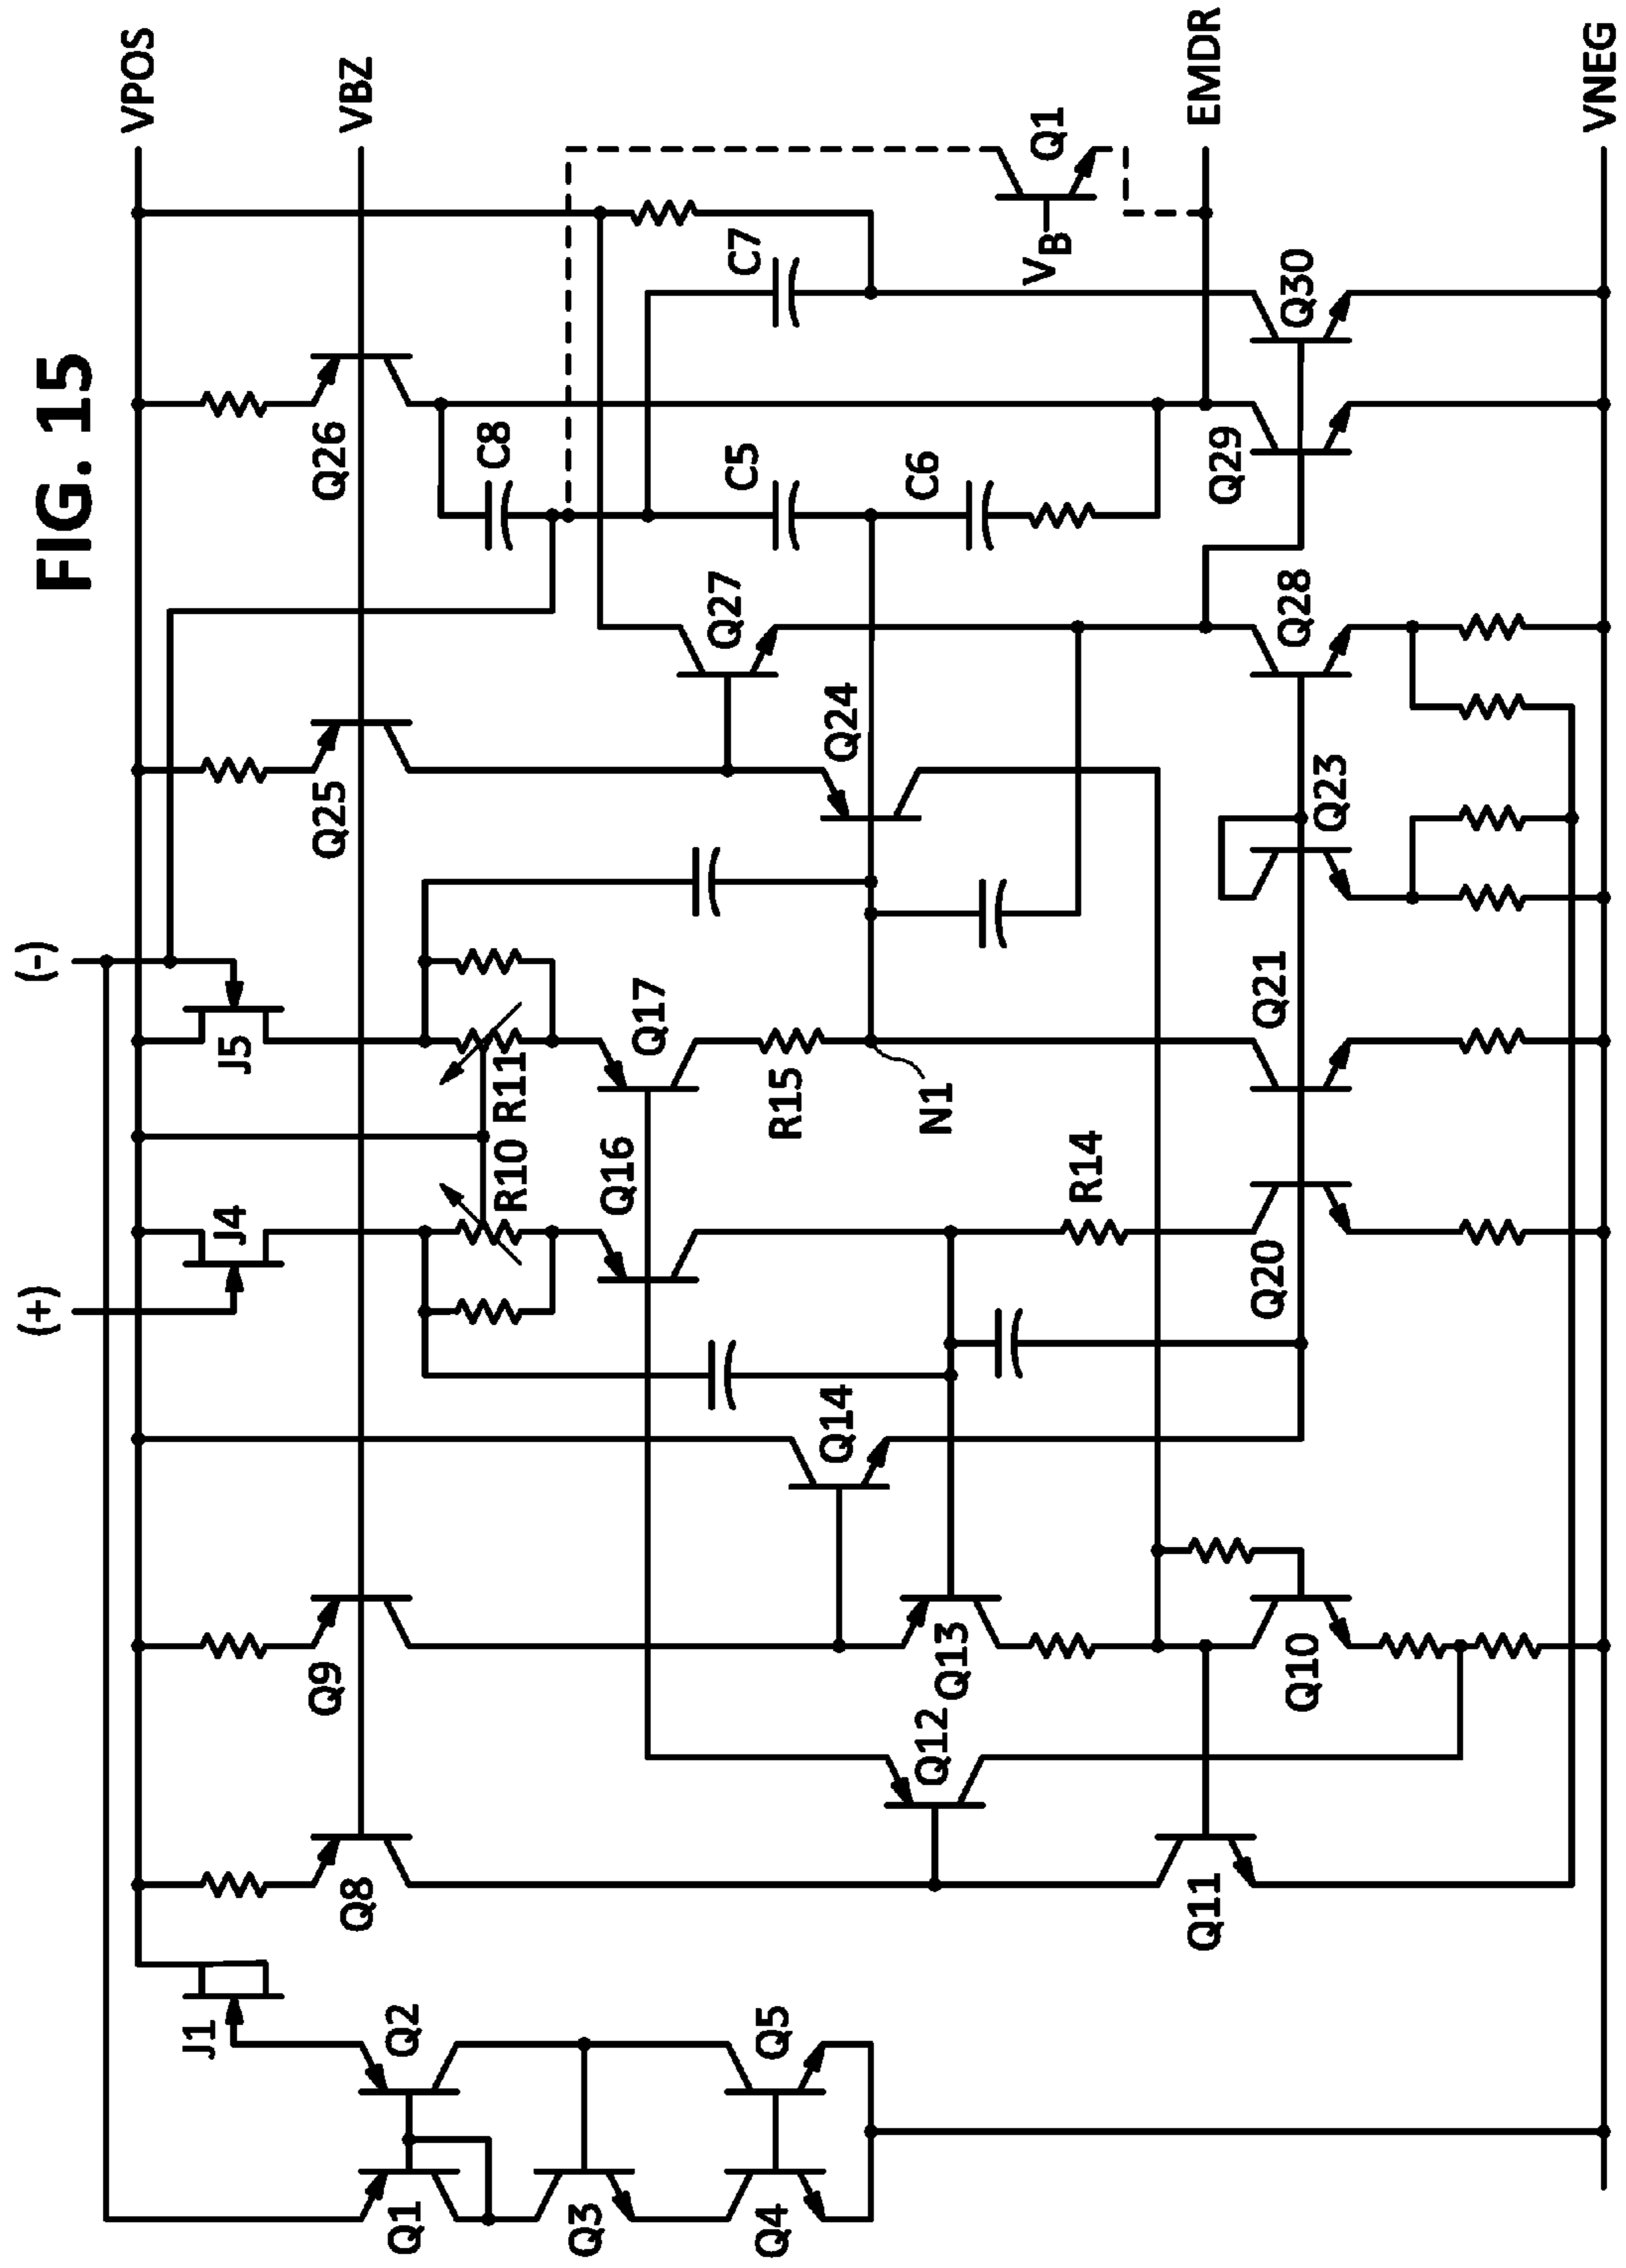 FIG. 15
(+)
(-)
VPOS
VBZ
EMDR
VNEG
J1
J4
J5
Q8
Q9
Q25
Q26
Q1
Q2
R10
R11
C8
Q3
Q16
Q17
Q27
C5
C7
Q4
Q5
Q14
R15
Q24
C6
Q12
Q13
N1
R14
VB
Q1
Q11
Q10
Q20
Q21
Q23
Q28
Q29
Q30